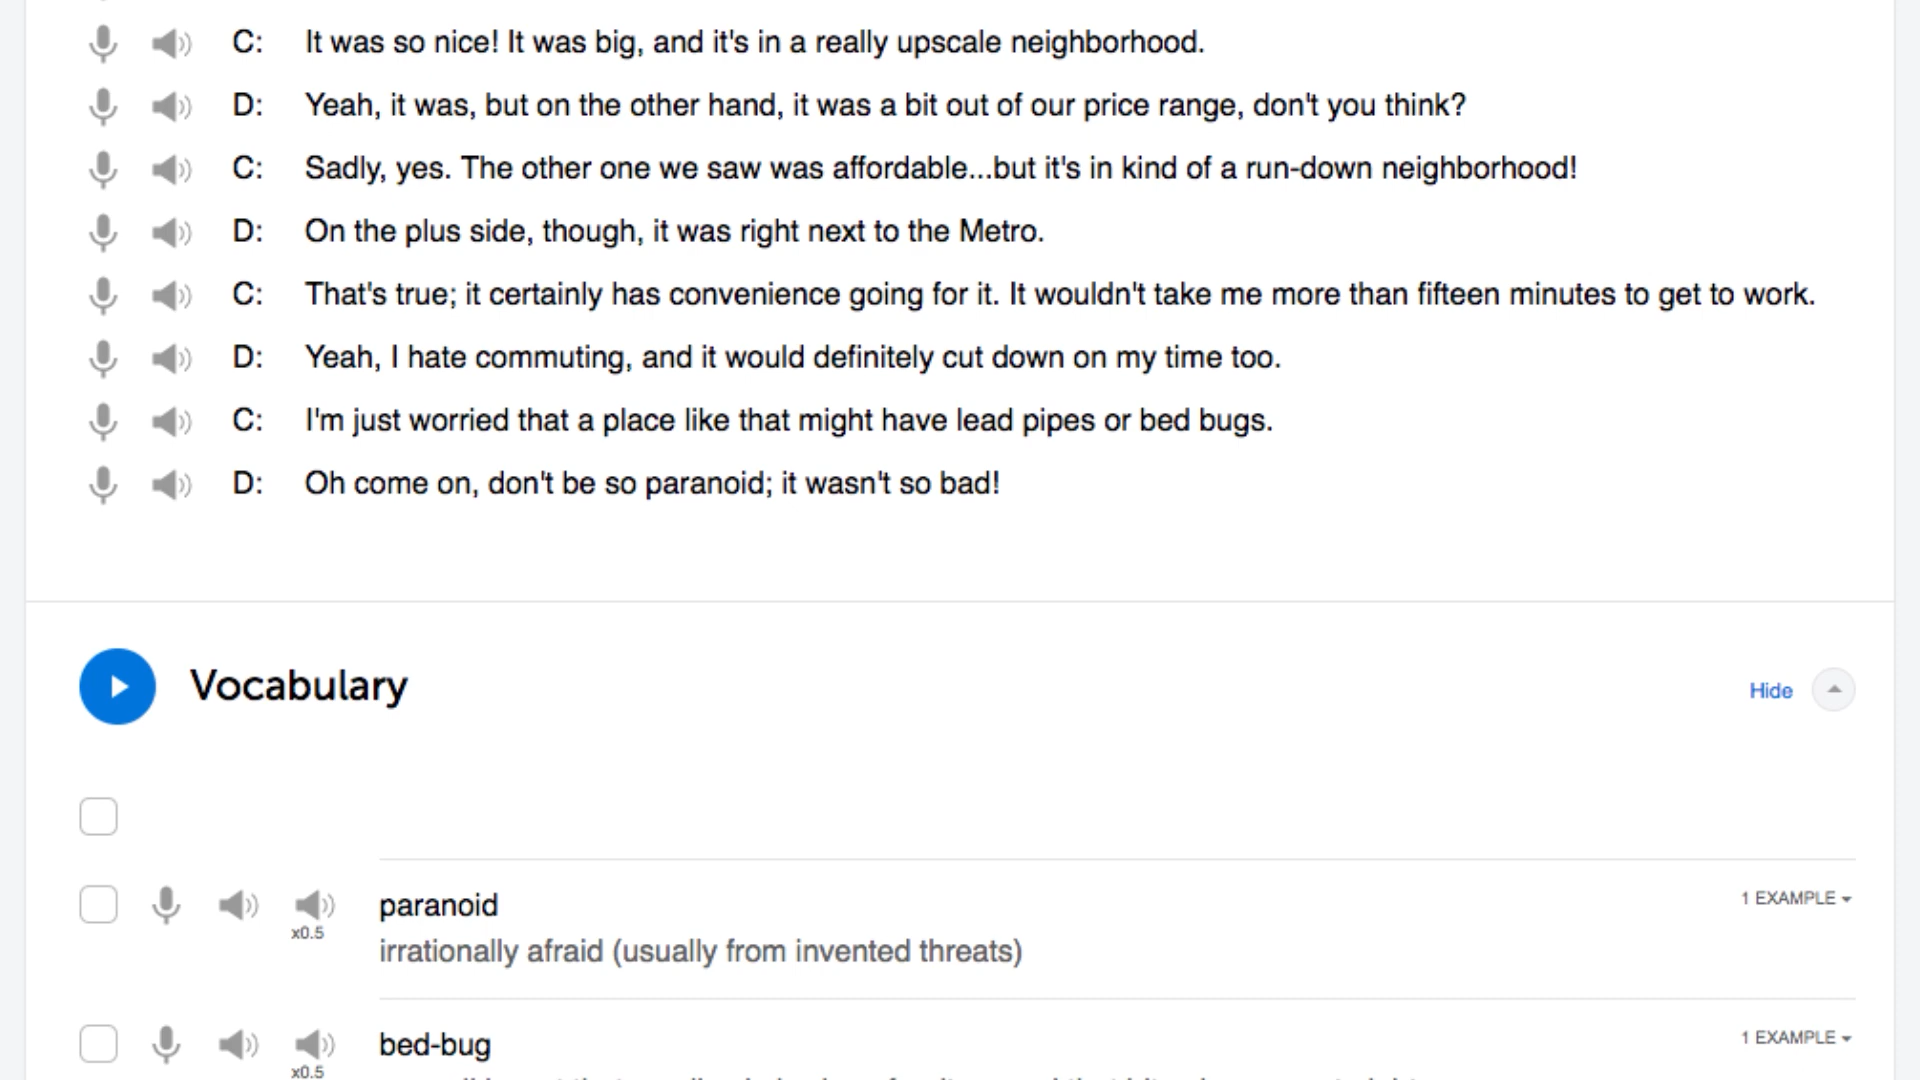 C: It was so nice! It was big, and it's in a really upscale neighborhood.
D: Yeah, it was, but on the other hand, it was a bit out of our price range, don't you think?
C: Sadly, yes. The other one we saw was affordable...but it's in kind of a run-down neighborhood!
D: On the plus side, though, it was right next to the Metro.
C: That's true; it certainly has convenience going for it. It wouldn't take me more than fifteen minutes to get to work.
D: Yeah, I hate commuting, and it would definitely cut down on my time too.
C: I'm just worried that a place like that might have lead pipes or bed bugs.
D: Oh come on, don't be so paranoid; it wasn't so bad!
Vocabulary Hide
paranoid 1 EXAMPLE
x0.5
irrationally afraid (usually from invented threats)
bed-bug 1 EXAMPLE
x0.5